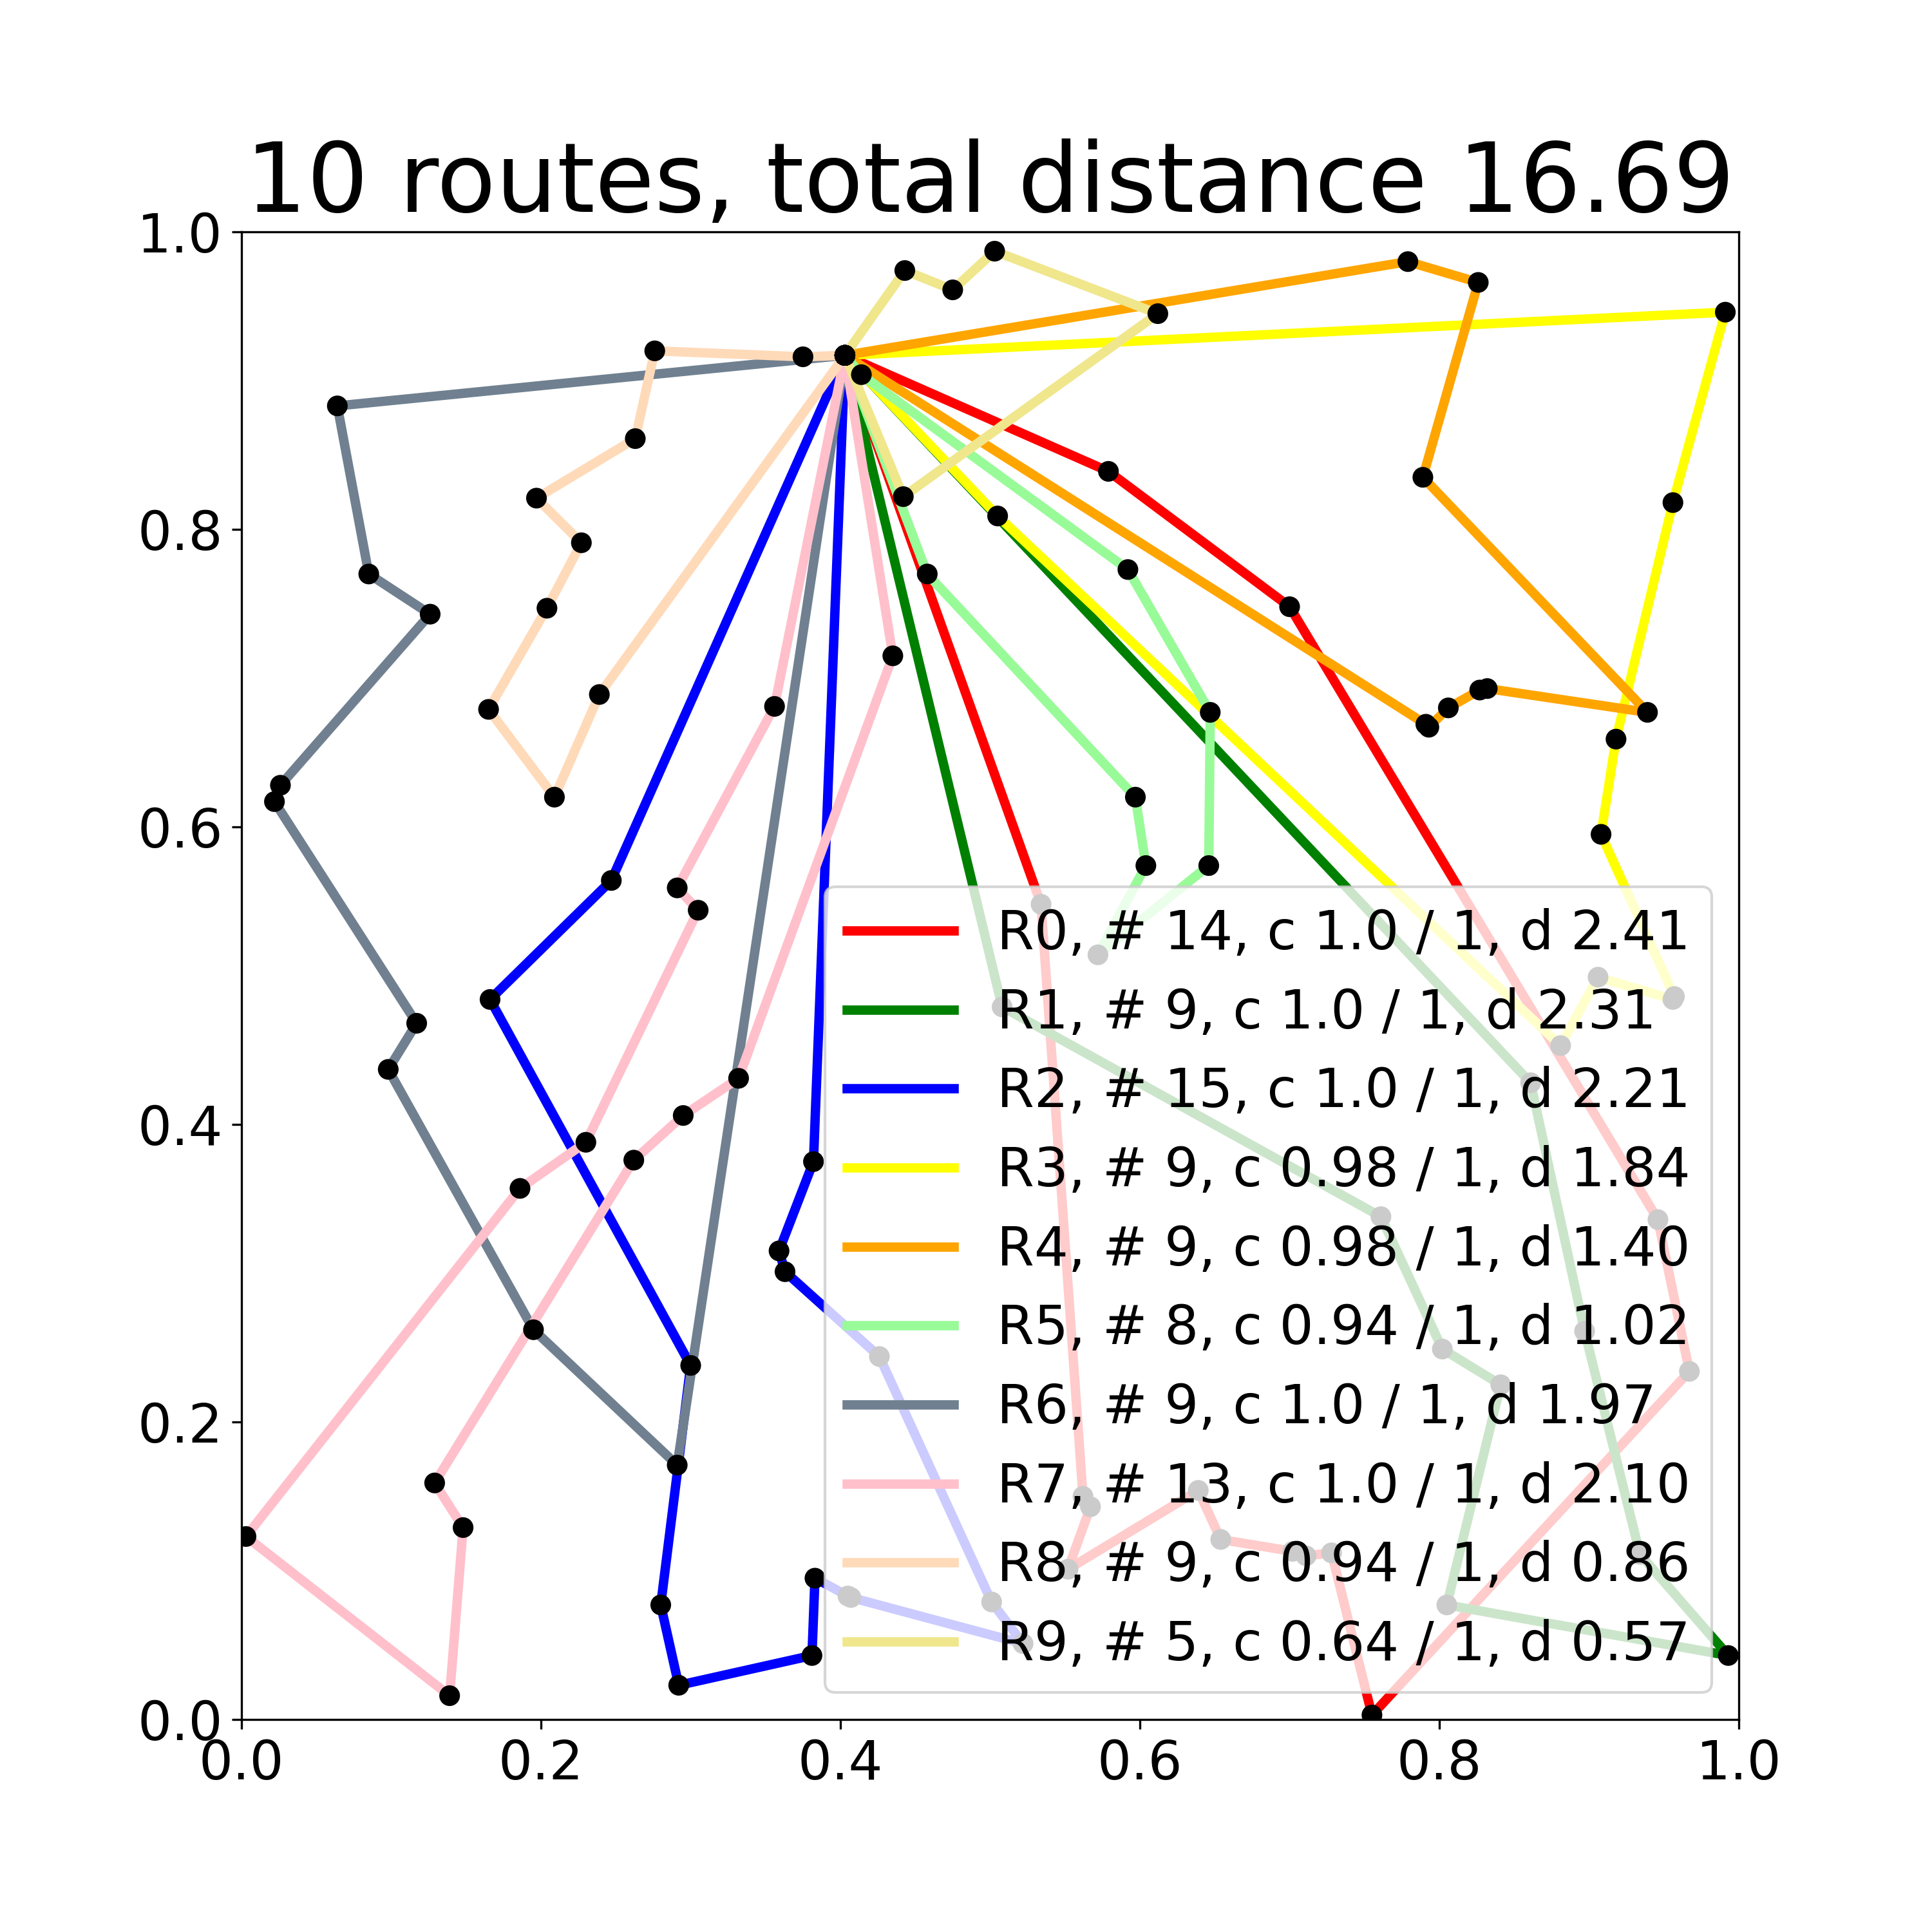 10 routes, total distance 16.69
1.0
0.8
0.6
0.4
0.2
0.0
R0, # 14, c 1.0 / 1, d 2.41
R1, # 9, c 1.0 / 1, d 2.31
R2, # 15, c 1.0 / 1, d 2.21
R3, # 9, c 0.98 / 1, d 1.84
R4, # 9, c 0.98 / 1, d 1.40
R5, # 8, c 0.94 / 1, d 1.02
R6, # 9, c 1.0 / 1, d 1.97
R7, # 13, c 1.0 / 1, d 2.10
R8, # 9, c 0.94 / 1, d 0.86
R9, # 5, c 0.64 / 1, d 0.57
0.0 0.2 0.4 0.6 0.8 1.0